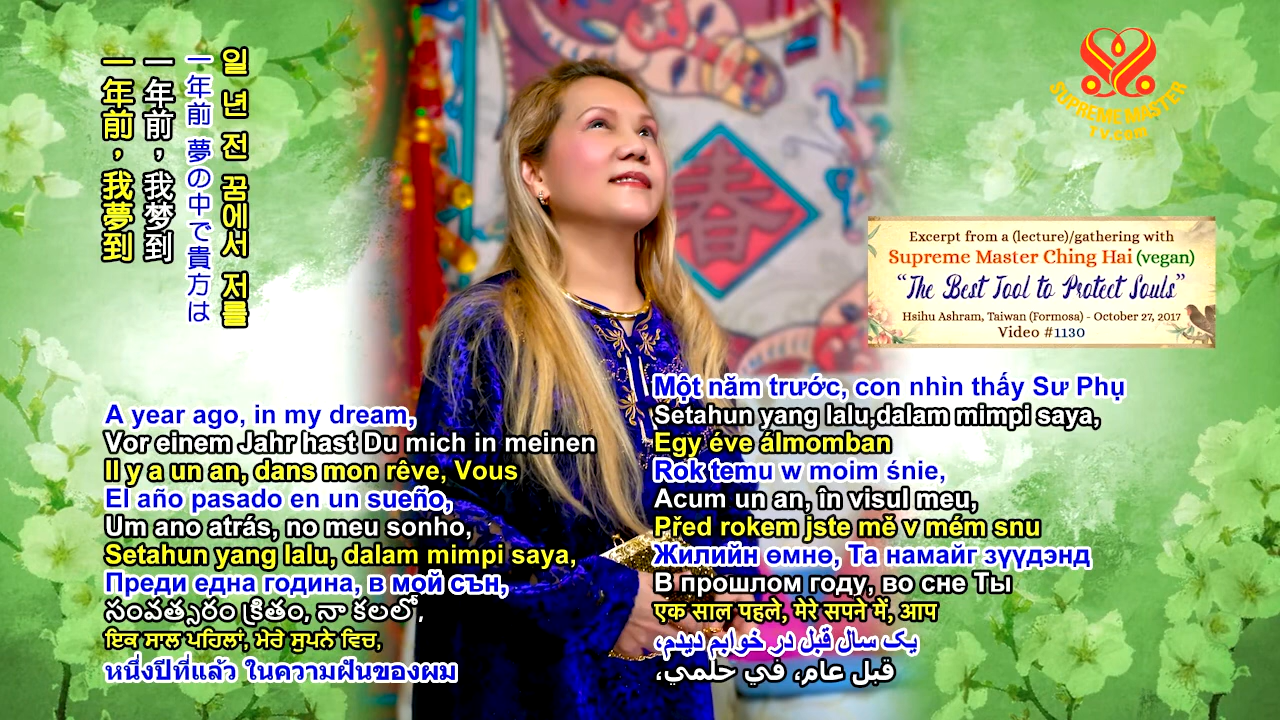 一年前，我夢到
一年前，我梦到
一年前 夢の中で貴方は
일 년 전 꿈에서 저를
春
SUPREME MASTER
TV.com
Excerpt from a (lecture)/gathering with
Supreme Master Ching Hai (vegan)
“The Best Tool to Protect Souls”
Hsihu Ashram, Taiwan (Formosa) - October 27, 2017
Video #1130
A year ago, in my dream,
Vor einem Jahr hast Du mich in meinen
Il y a un an, dans mon rêve, Vous
El año pasado en un sueño,
Um ano atrás, no meu sonho,
Setahun yang lalu, dalam mimpi saya,
Преди една година, в мой сън,
సంవత్సరం క్రితం, నా కలలో,
ਇਕ ਸਾਲ ਪਹਿਲਾਂ, ਮੇਰੇ ਸੁਪਨੇ ਵਿਚ,
หนึ่งปีที่แล้ว ในความฝันของผม
Một năm trước, con nhìn thấy Sư Phụ
Setahun yang lalu,dalam mimpi saya,
Egy éve álmomban
Rok temu w moim śnie,
Acum un an, în visul meu,
Před rokem jste mě v mém snu
Жилийн өмнө, Та намайг зүүдэнд
В прошлом году, во сне Ты
एक साल पहले, मेरे सपने में, आप
یک سال قبل در خوابم دیدم،
قبل عام، في حلمي،